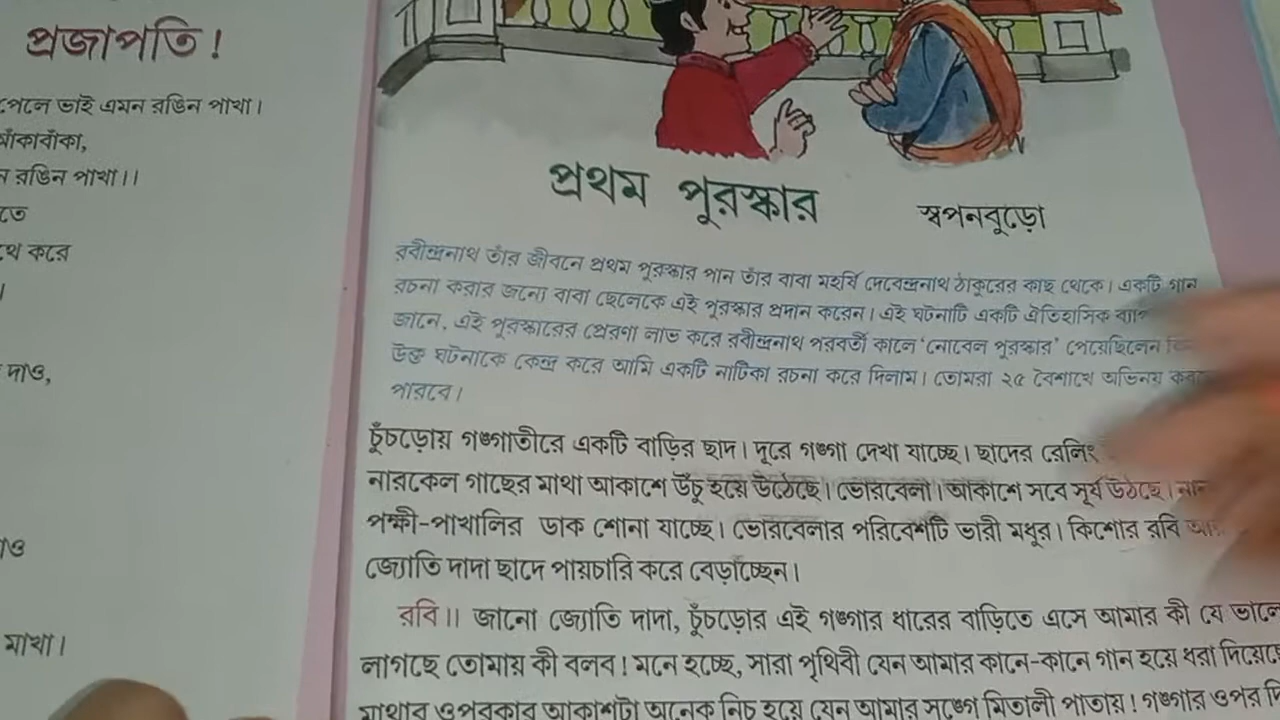 প্রজাপতি!
পেলে ভাই এমন রঙিন পাখা।
আঁকাবাঁকা,
রঙিন পাখা।।
তে
করে
দাও,
মাখা।
প্রথম পুরস্কার
স্বপনবুড়ো
রবীন্দ্রনাথ তাঁর জীবনে প্রথম পুরস্কার পান তাঁর বাবা মহর্ষি দেবেন্দ্রনাথ ঠাকুরের কাছ থেকে। একটি গান
রচনা করার জন্যে বাবা ছেলেকে এই পুরস্কার প্রদান করেন। এই ঘটনাটি একটি ঐতিহাসিক
জানে, এই পুরস্কারের প্রেরণা লাভ করে রবীন্দ্রনাথ পরবর্তী কালে ‘নোবেল পুরস্কার’ পেয়েছিলেন
উক্ত ঘটনাকে কেন্দ্র করে আমি একটি নাটিকা রচনা করে দিলাম। তোমরা ২৫ বৈশাখে অভিনয়
পারবে।
চুঁচড়োয় গঙ্গাতীরে একটি বাড়ির ছাদ। দূরে গঙ্গা দেখা যাচ্ছে। ছাদের রেলিং
নারকেল গাছের মাথা আকাশে উঁচু হয়ে উঠেছে। ভোরবেলা। আকাশে সবে সূর্য উঠছে।
পক্ষী-পাখালির ডাক শোনা যাচ্ছে। ভোরবেলার পরিবেশটি ভারী মধুর। কিশোর রবি
জ্যোতি দাদা ছাদে পায়চারি করে বেড়াচ্ছেন।
রবি।। জানো জ্যোতি দাদা, চুঁচড়োর এই গঙ্গার ধারের বাড়িতে এসে আমার কী যে
লাগছে তোমায় কী বলব! মনে হচ্ছে, সারা পৃথিবী যেন আমার কানে-কানে গান হয়ে ধরা দিয়েছে
মাথার ওপরকার আকাশটা অনেক নিচু হয়ে যেন আমার সঙ্গে মিতালী পাতায়! গঙ্গার ওপর